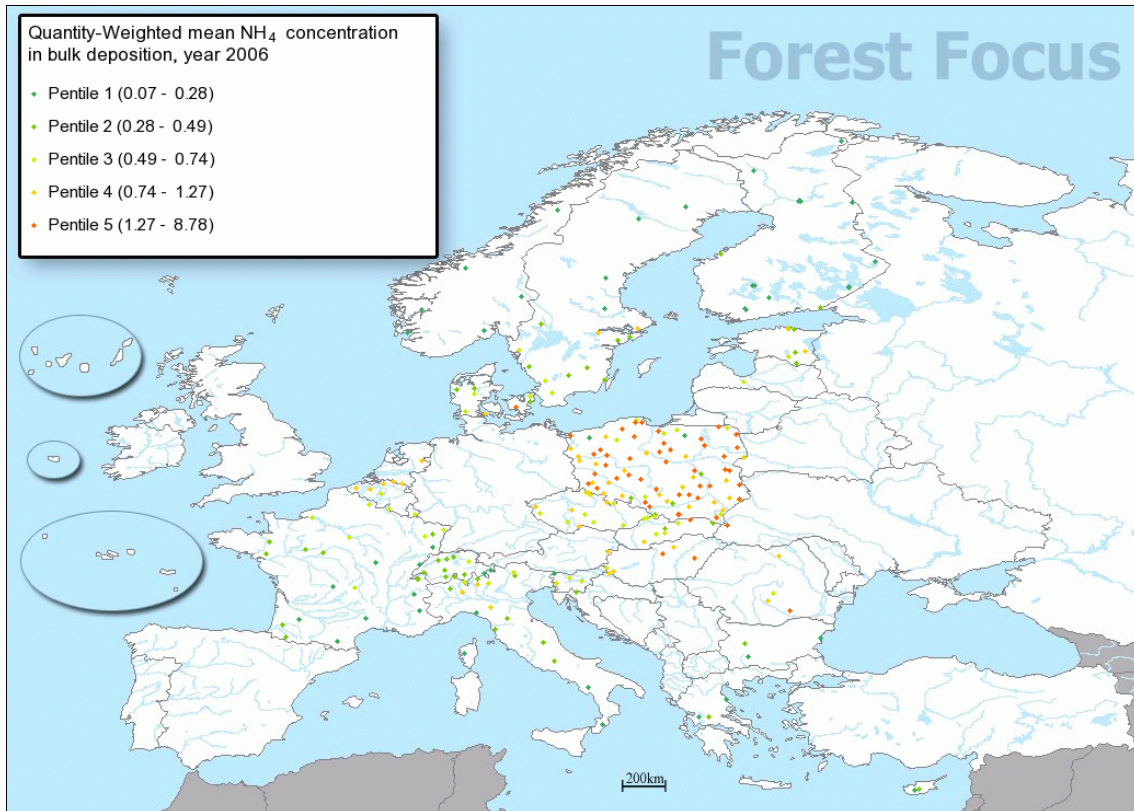 Quantity-Weighted mean NH4 concentration
in bulk deposition, year 2006
Pentile 1 (0.07 - 0.28)
Pentile 2 (0.28 - 0.49)
Pentile 3 (0.49 - 0.74)
Pentile 4 (0.74 - 1.27)
Pentile 5 (1.27 - 8.78)
Forest Focus
200km